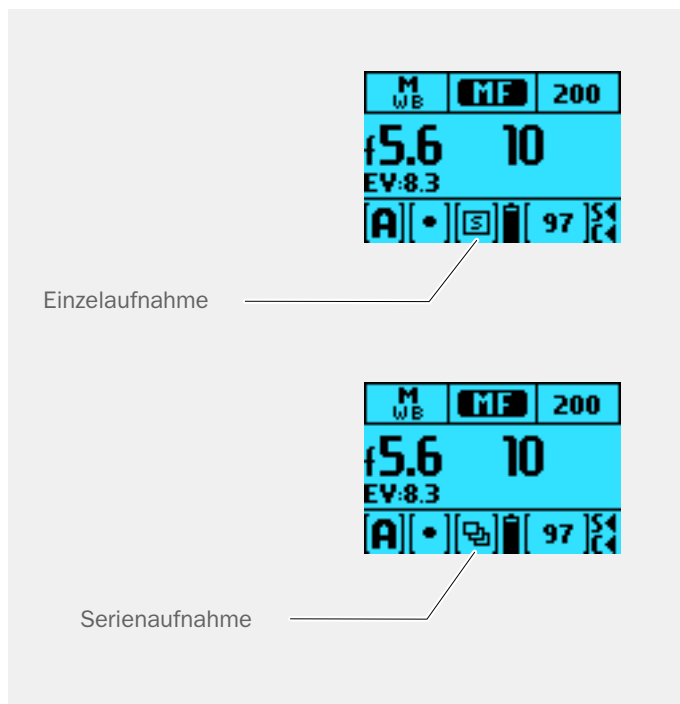 M MF 200
WB
f5.6 10
EV:8.3
[A][•][S][ 97 ]S
C
Einzelaufnahme
M MF 200
WB
f5.6 10
EV:8.3
[A][•][ ][ 97 ]S
C
Serienaufnahme